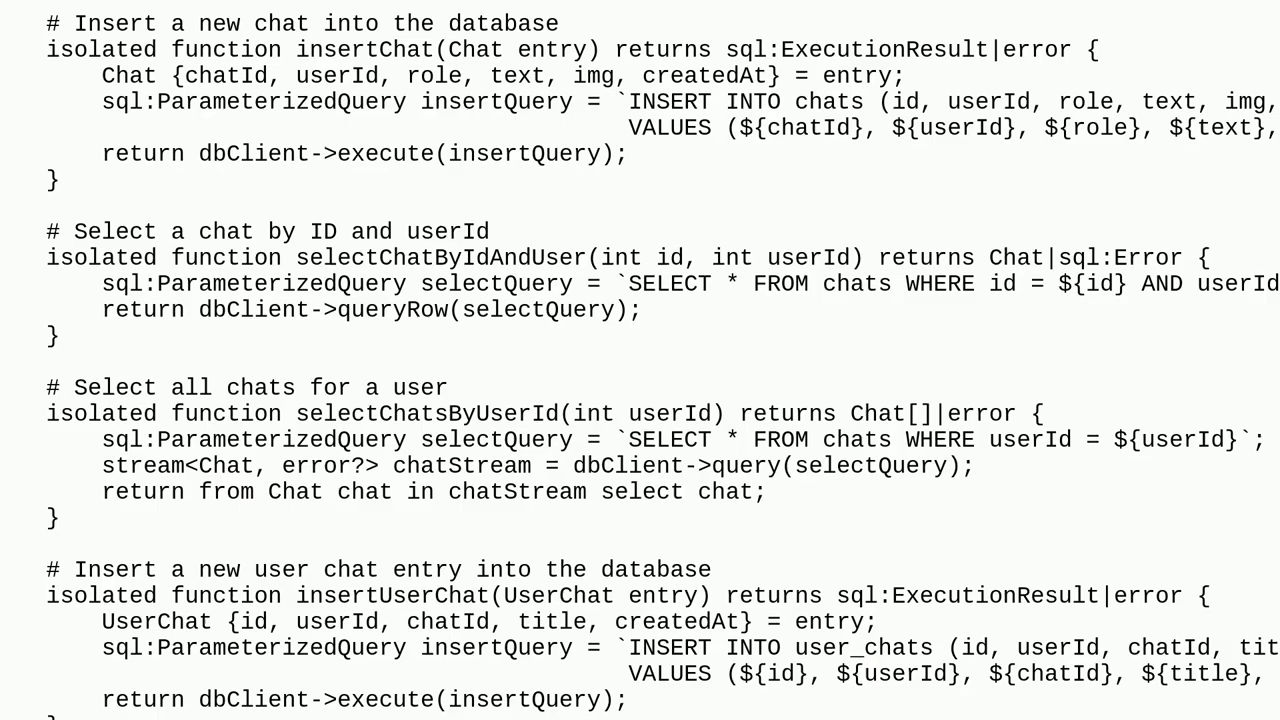 # Insert a new chat into the database
isolated function insertChat(Chat entry) returns sql:ExecutionResult|error {
Chat {chatId, userId, role, text, img, createdAt} = entry;
sql:ParameterizedQuery insertQuery = `INSERT INTO chats (id, userId, role, text, img,
VALUES (${chatId}, ${userId}, ${role}, ${text},
return dbClient->execute(insertQuery);
}
# Select a chat by ID and userId
isolated function selectChatByIdAndUser(int id, int userId) returns Chat|sql:Error {
sql:ParameterizedQuery selectQuery = `SELECT * FROM chats WHERE id = ${id} AND userId
return dbClient->queryRow(selectQuery);
}
# Select all chats for a user
isolated function selectChatsByUserId(int userId) returns Chat[]|error {
sql:ParameterizedQuery selectQuery = `SELECT * FROM chats WHERE userId = ${userId}`;
stream<Chat, error?> chatStream = dbClient->query(selectQuery);
return from Chat chat in chatStream select chat;
}
# Insert a new user chat entry into the database
isolated function insertUserChat(UserChat entry) returns sql:ExecutionResult|error {
UserChat {id, userId, chatId, title, createdAt} = entry;
sql:ParameterizedQuery insertQuery = `INSERT INTO user_chats (id, userId, chatId, tit
VALUES (${id}, ${userId}, ${chatId}, ${title},
return dbClient->execute(insertQuery);
}